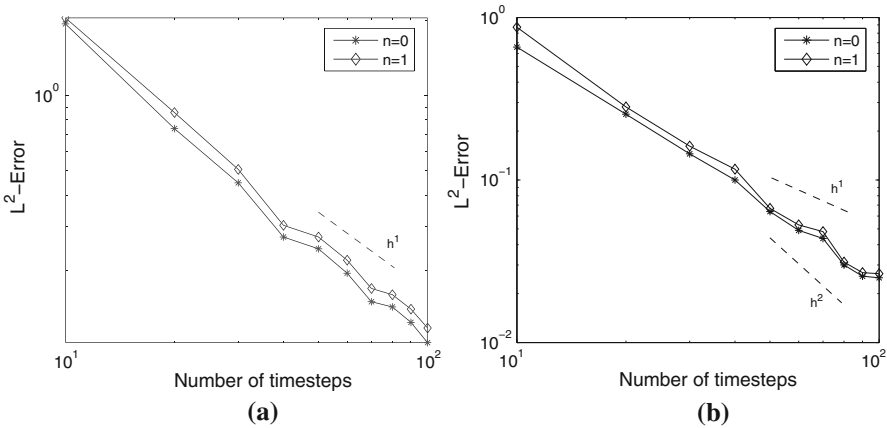 n=0
n=1
10^0
L^2−Error
h^1
10^1
10^2
Number of timesteps
(a)
10^0
n=0
n=1
10^−1
L^2−Error
h^1
h^2
10^−2
10^1
10^2
Number of timesteps
(b)